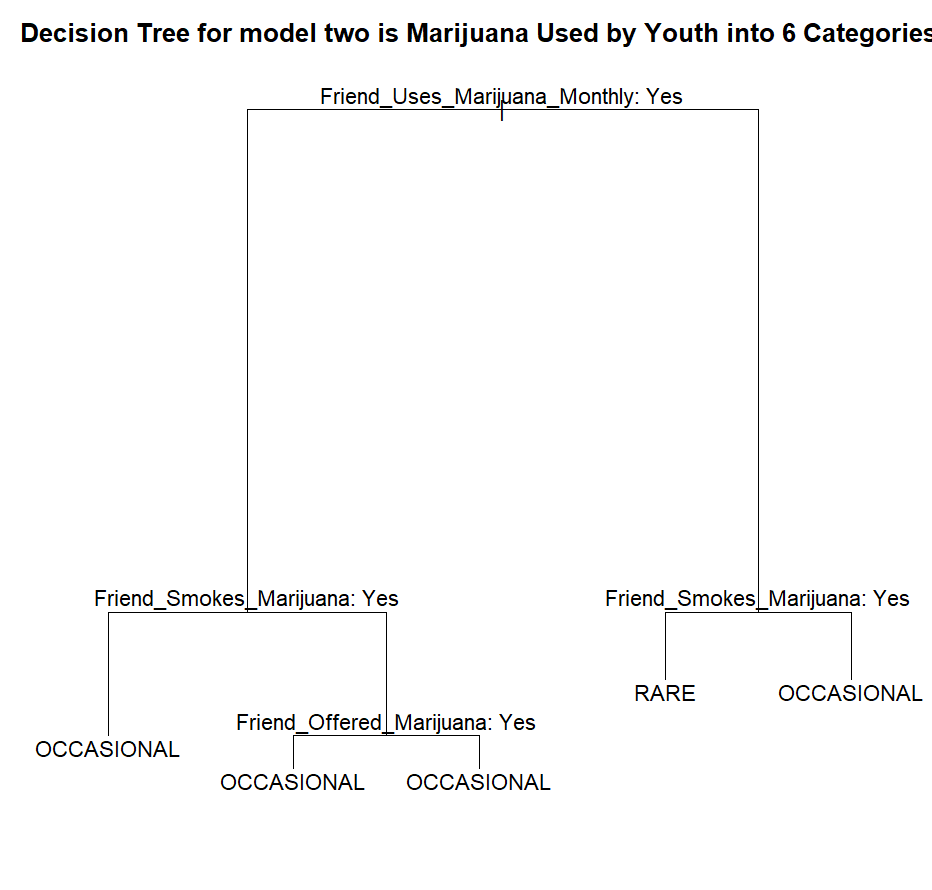 Decision Tree for model two is Marijuana Used by Youth into 6 Categories
Friend_Uses_Marijuana_Monthly: Yes
Friend_Smokes_Marijuana: Yes
Friend_Smokes_Marijuana: Yes
RARE
OCCASIONAL
Friend_Offered_Marijuana: Yes
OCCASIONAL
OCCASIONAL
OCCASIONAL